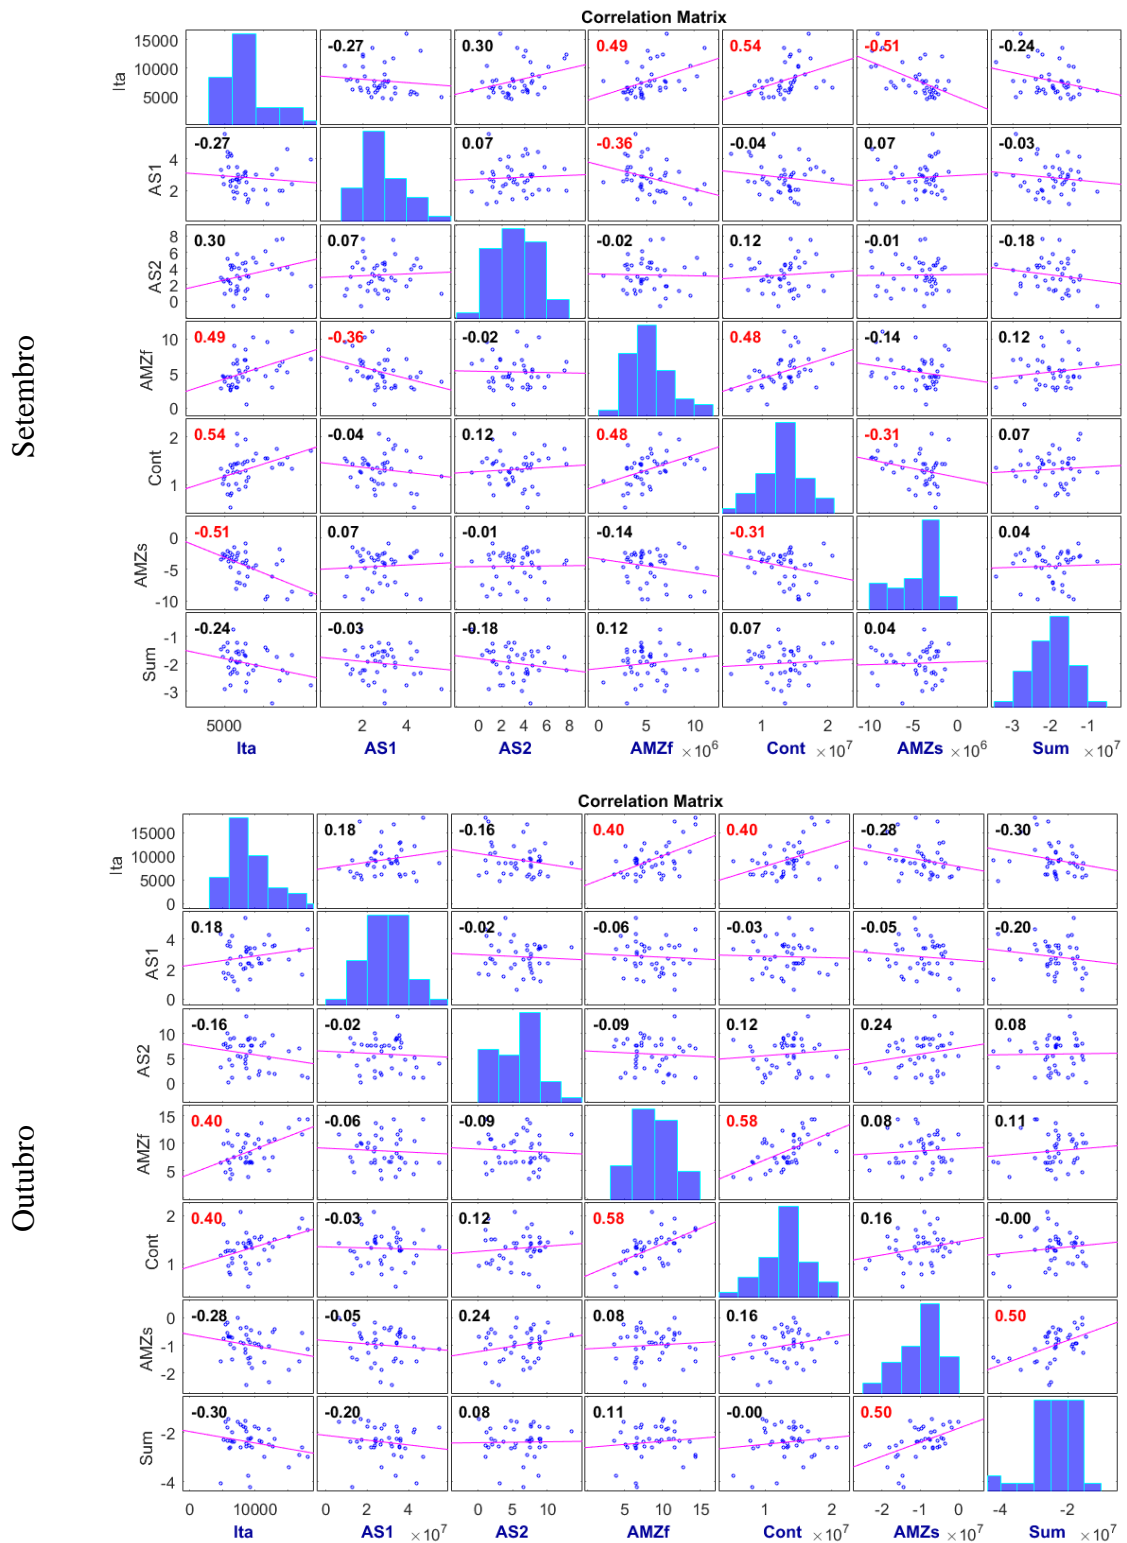 Correlation Matrix
Setembro
Ita 15000 10000 5000 -0.27 0.30 0.49 0.54 -0.51 -0.24
AS1 4 2 -0.27 0.07 -0.36 -0.04 0.07 -0.03
AS2 8 6 4 2 0 0.30 0.07 -0.02 0.12 -0.01 -0.18
AMZf 10 5 0 0.49 -0.36 -0.02 0.48 -0.14 0.12
Cont 2 1 0.54 -0.04 0.12 0.48 -0.31 0.07
AMZs 0 -5 -10 -0.51 0.07 -0.01 -0.14 -0.31 0.04
Sum -1 -2 -3 -0.24 -0.03 -0.18 0.12 0.07 0.04
5000 2 4 0 2 4 6 8 0 5 10 1 2 -10 -5 0 -3 -2 -1
Ita AS1 AS2 AMZf ×10⁶ Cont ×10⁷ AMZs ×10⁶ Sum ×10⁷
Correlation Matrix
Outubro
Ita 15000 10000 5000 0 0.18 -0.16 0.40 0.40 -0.28 -0.30
AS1 4 2 0 0.18 -0.02 -0.06 -0.03 -0.05 -0.20
AS2 10 5 0 -0.16 -0.02 -0.09 0.12 0.24 0.08
AMZf 15 10 5 0.40 -0.06 -0.09 0.58 0.08 0.11
Cont 2 1 0.40 -0.03 0.12 0.58 0.16 -0.00
AMZs 0 -1 -2 -0.28 -0.05 0.24 0.08 0.16 0.50
Sum -2 -4 -0.30 -0.20 0.08 0.11 -0.00 0.50
0 10000 0 2 4 0 5 10 5 10 15 1 2 -2 -1 0 -4 -2
Ita AS1 ×10⁷ AS2 AMZf Cont ×10⁷ AMZs ×10⁷ Sum ×10⁷